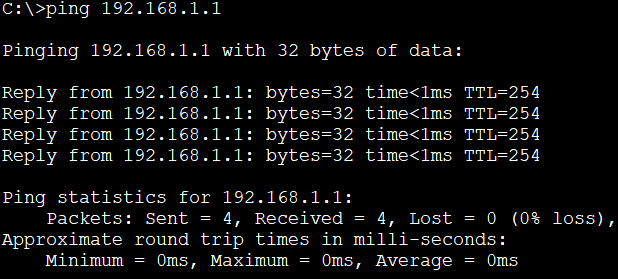 C:\>ping 192.168.1.1
Pinging 192.168.1.1 with 32 bytes of data:
Reply from 192.168.1.1: bytes=32 time<1ms TTL=254
Reply from 192.168.1.1: bytes=32 time<1ms TTL=254
Reply from 192.168.1.1: bytes=32 time<1ms TTL=254
Reply from 192.168.1.1: bytes=32 time<1ms TTL=254
Ping statistics for 192.168.1.1:
    Packets: Sent = 4, Received = 4, Lost = 0 (0% loss),
Approximate round trip times in milli-seconds:
    Minimum = 0ms, Maximum = 0ms, Average = 0ms